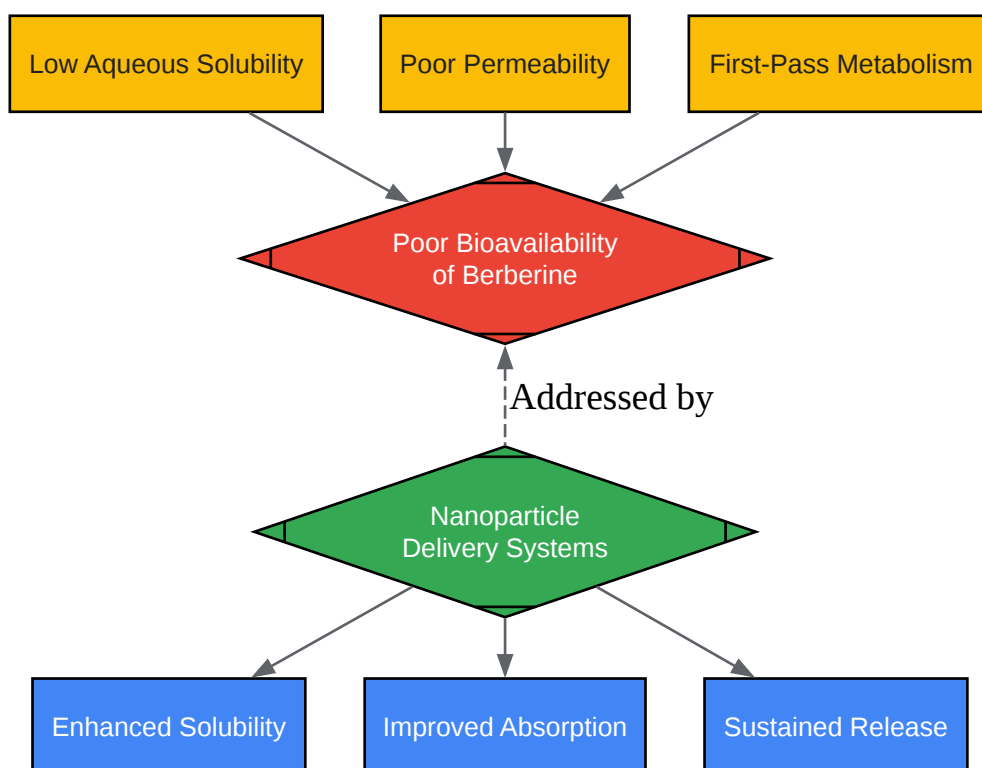 Low Aqueous Solubility
Poor Permeability
First-Pass Metabolism
Poor Bioavailability
of Berberine
Addressed by
Nanoparticle
Delivery Systems
Enhanced Solubility
Improved Absorption
Sustained Release